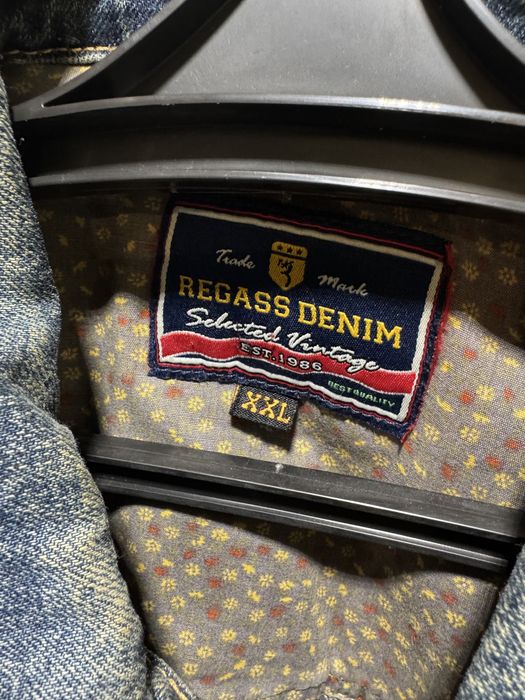 Trade Mark
REGASS DENIM
Selected Vintage
EST.1986
BEST QUALITY
XXL